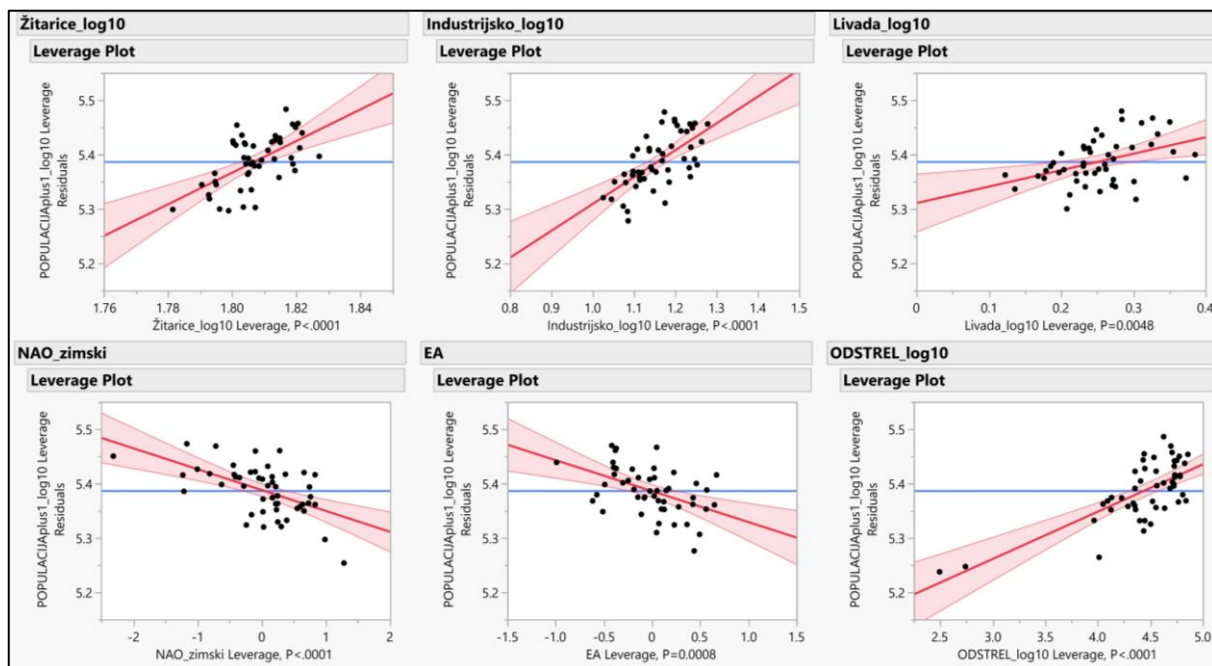 Žitarice_log10
Leverage Plot
POPULACIJAplus1_log10 Leverage
Residuals
5.5
5.4
5.3
5.2
1.76
1.78
1.80
1.82
1.84
Žitarice_log10 Leverage, P<.0001
Industrijsko_log10
Leverage Plot
POPULACIJAplus1_log10 Leverage
Residuals
5.5
5.4
5.3
5.2
0.8
0.9
1.0
1.1
1.2
1.3
1.4
1.5
Industrijsko_log10 Leverage, P<.0001
Livada_log10
Leverage Plot
POPULACIJAplus1_log10 Leverage
Residuals
5.5
5.4
5.3
5.2
0
0.1
0.2
0.3
0.4
Livada_log10 Leverage, P=0.0048
NAO_zimski
Leverage Plot
POPULACIJAplus1_log10 Leverage
Residuals
5.5
5.4
5.3
5.2
-2
-1
0
1
2
NAO_zimski Leverage, P<.0001
EA
Leverage Plot
POPULACIJAplus1_log10 Leverage
Residuals
5.5
5.4
5.3
5.2
-1.5
-1.0
-0.5
0.0
0.5
1.0
1.5
EA Leverage, P=0.0008
ODSTREL_log10
Leverage Plot
POPULACIJAplus1_log10 Leverage
Residuals
5.5
5.4
5.3
5.2
2.5
3.0
3.5
4.0
4.5
5.0
ODSTREL_log10 Leverage, P<.0001